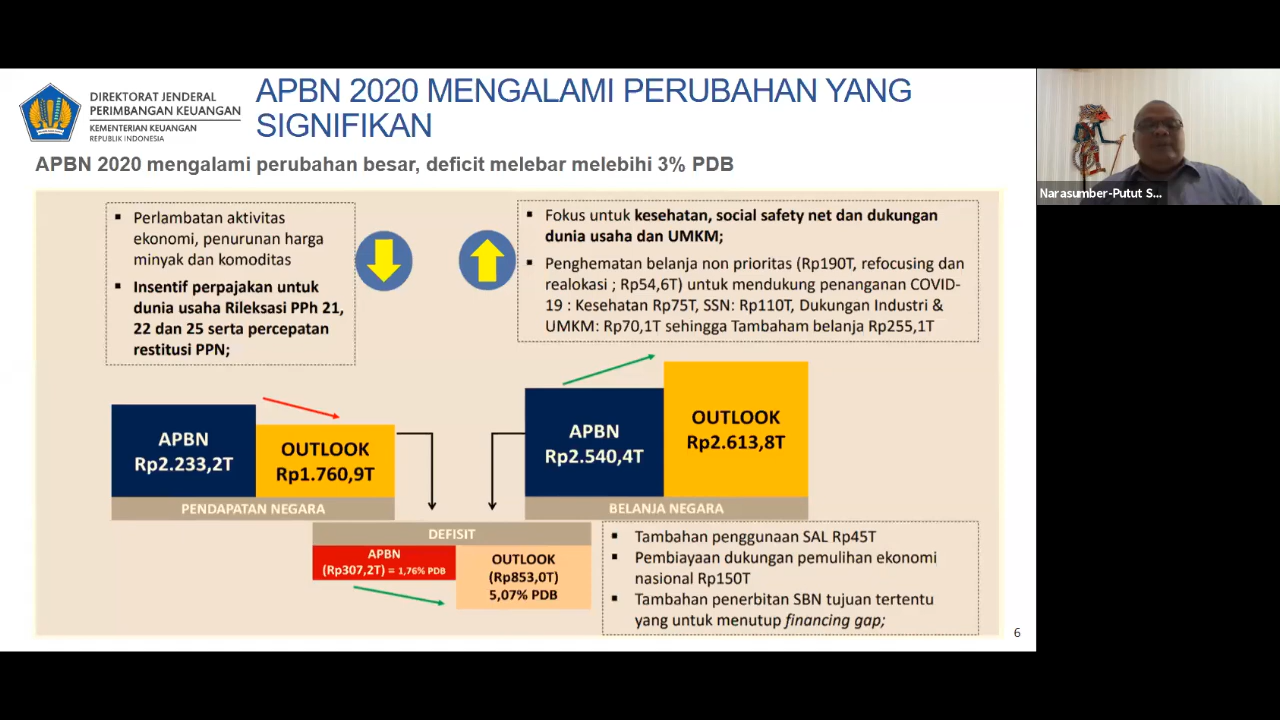 DIREKTORAT JENDERAL
PERIMBANGAN KEUANGAN
KEMENTERIAN KEUANGAN
REPUBLIK INDONESIA
APBN 2020 MENGALAMI PERUBAHAN YANG
SIGNIFIKAN
APBN 2020 mengalami perubahan besar, deficit melebar melebihi 3% PDB
▪ Perlambatan aktivitas
ekonomi, penurunan harga
minyak dan komoditas
▪ Insentif perpajakan untuk
dunia usaha Rileksasi PPh 21,
22 dan 25 serta percepatan
restitusi PPN;
▪ Fokus untuk kesehatan, social safety net dan dukungan
dunia usaha dan UMKM;
▪ Penghematan belanja non prioritas (Rp190T, refocusing dan
realokasi ; Rp54,6T) untuk mendukung penanganan COVID-
19 : Kesehatan Rp75T, SSN: Rp110T, Dukungan Industri &
UMKM: Rp70,1T sehingga Tambaham belanja Rp255,1T
APBN
Rp2.233,2T
OUTLOOK
Rp1.760,9T
PENDAPATAN NEGARA
APBN
Rp2.540,4T
OUTLOOK
Rp2.613,8T
BELANJA NEGARA
DEFISIT
APBN
(Rp307,2T) = 1,76% PDB
OUTLOOK
(Rp853,0T)
5,07% PDB
▪ Tambahan penggunaan SAL Rp45T
▪ Pembiayaan dukungan pemulihan ekonomi
nasional Rp150T
▪ Tambahan penerbitan SBN tujuan tertentu
yang untuk menutup financing gap;
6
Narasumber-Putut S...